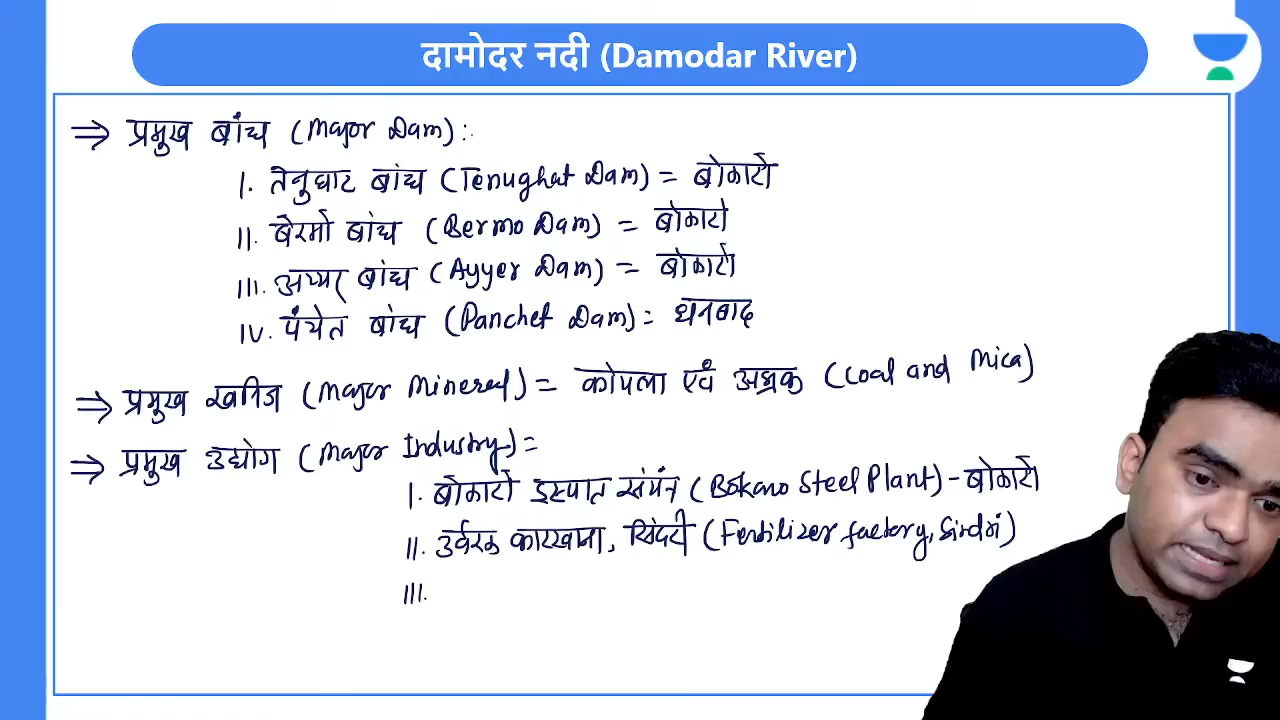 दामोदर नदी (Damodar River)
⇒ प्रमुख बांध (Major Dam):
I. तेनुघाट बांध (Tenughat Dam) = बोकारो
II. बेरमो बांध (Bermo Dam) = बोकारो
III. अय्यर बांध (Ayyer Dam) = बोकारो
IV. पंचेत बांध (Panchet Dam) = धनबाद
⇒ प्रमुख खनिज (Major Mineral) = कोयला एवं अभ्रक (Coal and Mica)
⇒ प्रमुख उद्योग (Major Industry) =
I. बोकारो इस्पात संयंत्र (Bokaro Steel Plant) - बोकारो
II. उर्वरक कारखाना, सिंदरी (Fertilizer factory, Sindri)
III.